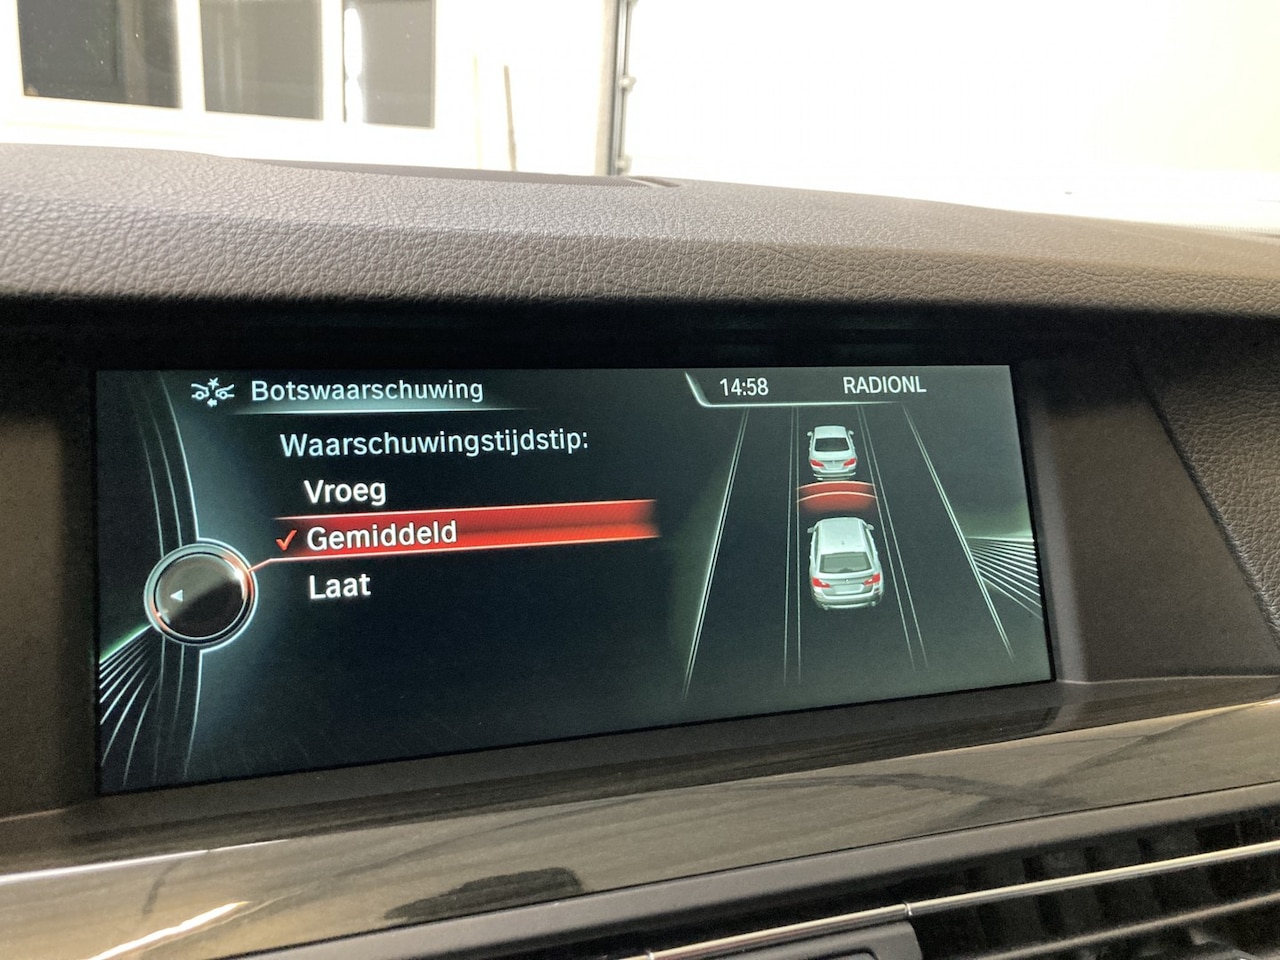 Botswaarschuwing
14:58
RADIONL
Waarschuwingstijdstip:
Vroeg
Gemiddeld
Laat